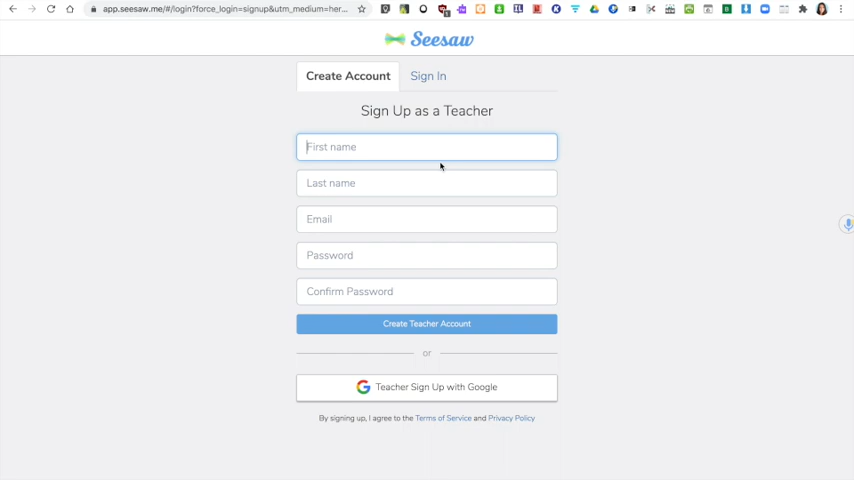 app.seesaw.me/#/login?force_login=signup&utm_medium=her...
Seesaw
Create Account Sign In
Sign Up as a Teacher
First name
Last name
Email
Password
Confirm Password
Create Teacher Account
or
Teacher Sign Up with Google
By signing up, I agree to the Terms of Service and Privacy Policy